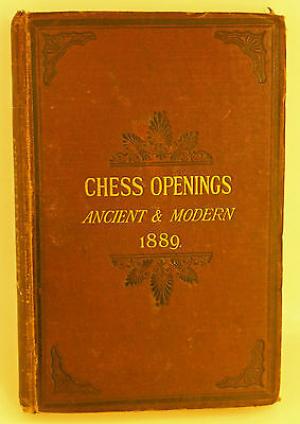 CHESS OPENINGS
ANCIENT & MODERN
1889.